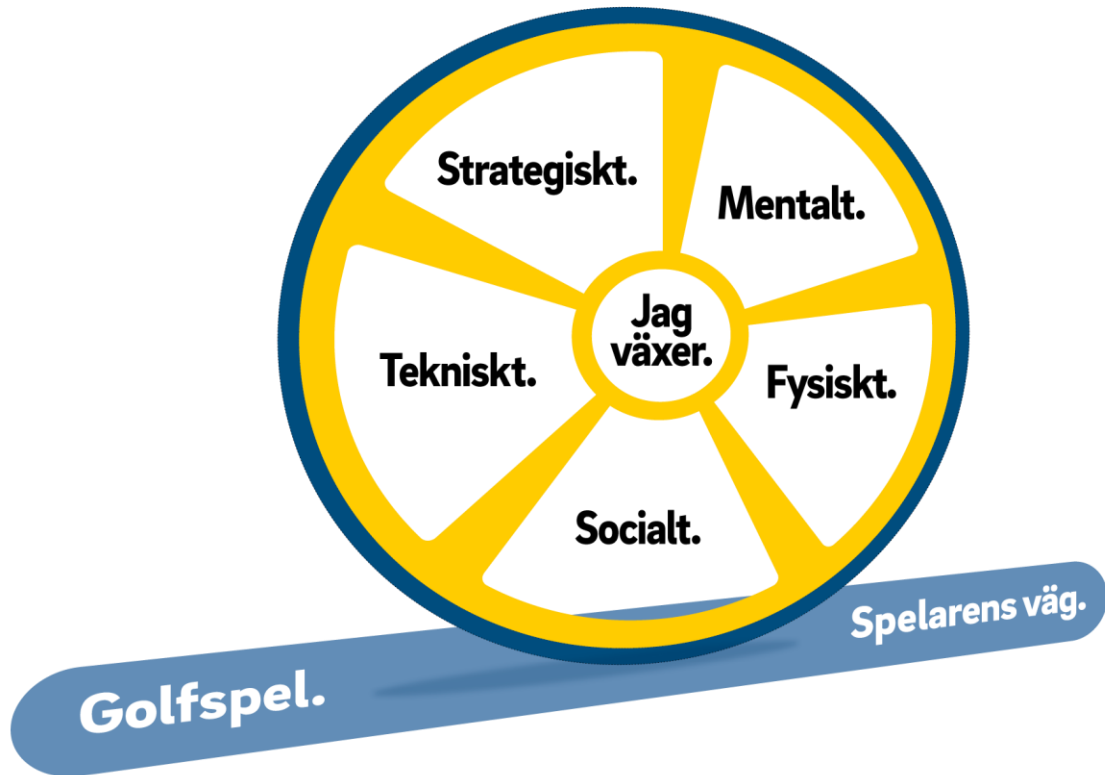 Strategiskt.
Mentalt.
Jag
växer.
Tekniskt.
Fysiskt.
Socialt.
Spelarens väg.
Golfspel.